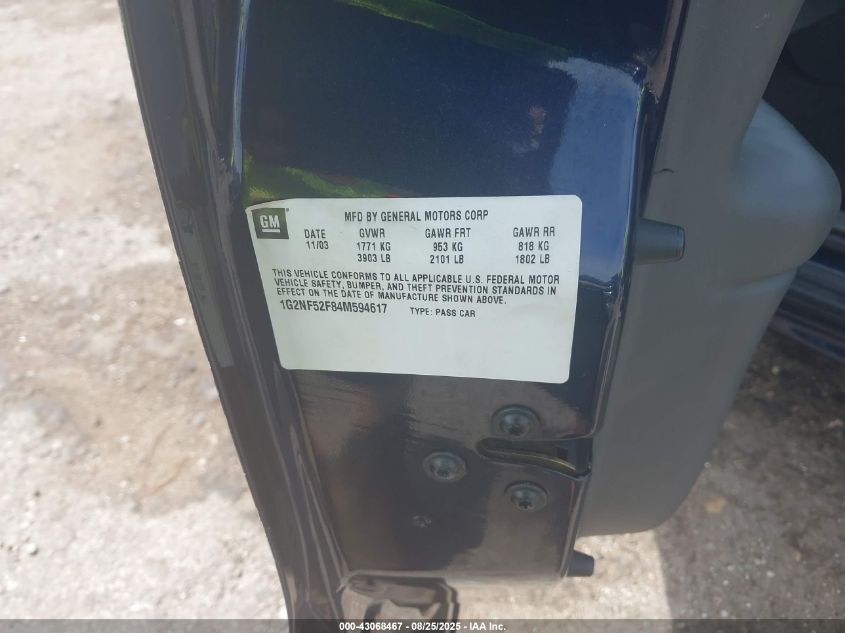 GM
MFD BY GENERAL MOTORS CORP
DATE GVWR GAWR FRT GAWR RR
11/03 1771 KG 953 KG 818 KG
3903 LB 2101 LB 1802 LB
THIS VEHICLE CONFORMS TO ALL APPLICABLE U.S. FEDERAL MOTOR
VEHICLE SAFETY, BUMPER, AND THEFT PREVENTION STANDARDS IN
EFFECT ON THE DATE OF MANUFACTURE SHOWN ABOVE.
1G2NF52F84M594617 TYPE: PASS CAR
000-43068467 - 08/25/2025 - IAA Inc.